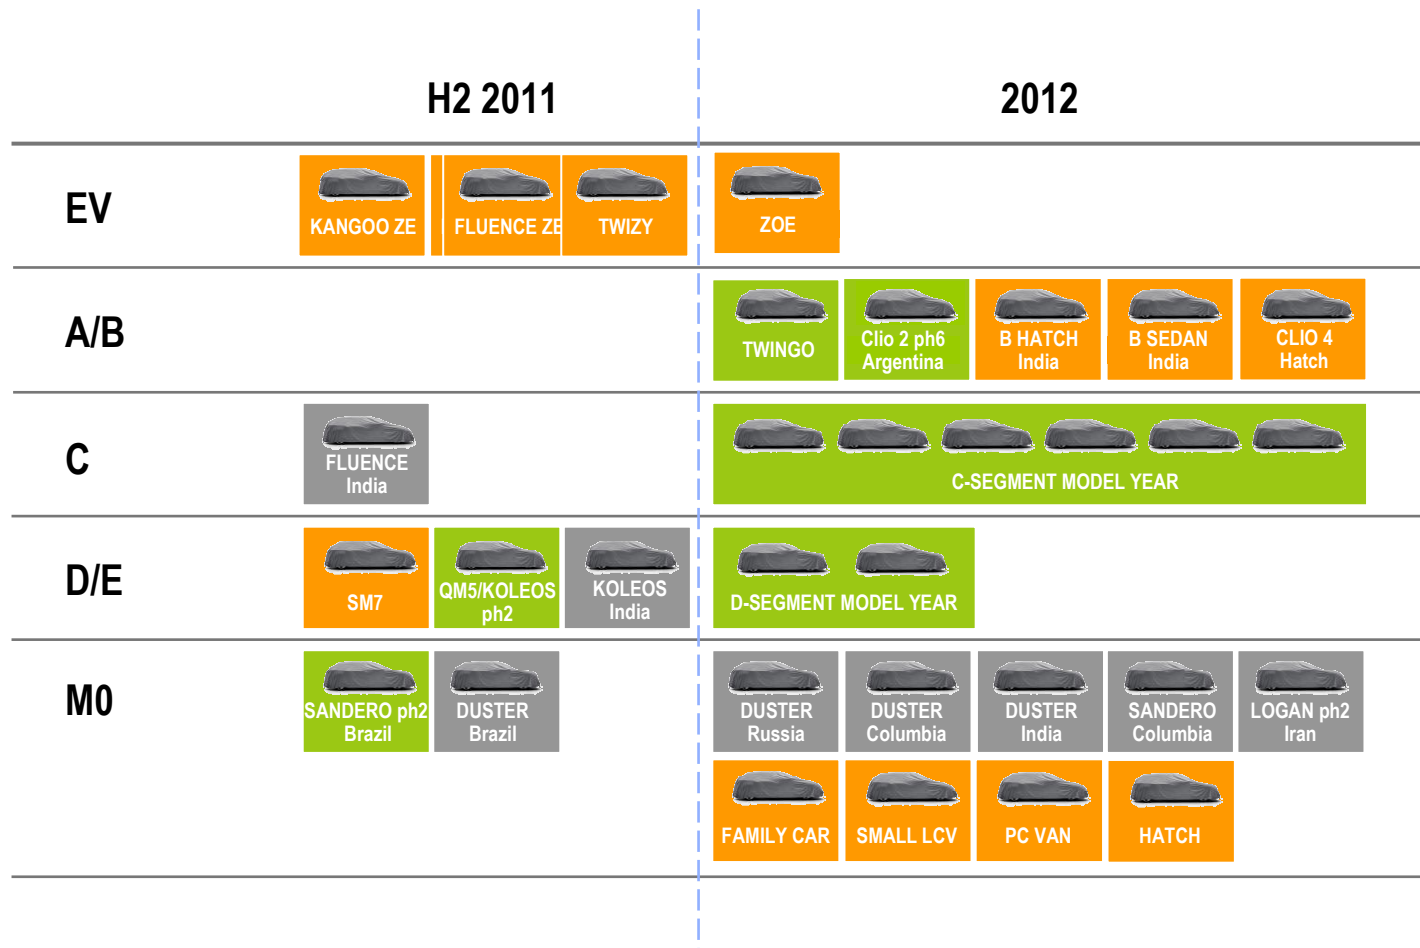 H2 2011
2012
EV
KANGOO ZE
FLUENCE ZE
TWIZY
ZOE
A/B
TWINGO
Clio 2 ph6
Argentina
B HATCH
India
B SEDAN
India
CLIO 4
Hatch
C
FLUENCE
India
C-SEGMENT MODEL YEAR
D/E
SM7
QM5/KOLEOS
ph2
KOLEOS
India
D-SEGMENT MODEL YEAR
M0
SANDERO ph2
Brazil
DUSTER
Brazil
DUSTER
Russia
DUSTER
Columbia
DUSTER
India
SANDERO
Columbia
LOGAN ph2
Iran
FAMILY CAR
SMALL LCV
PC VAN
HATCH